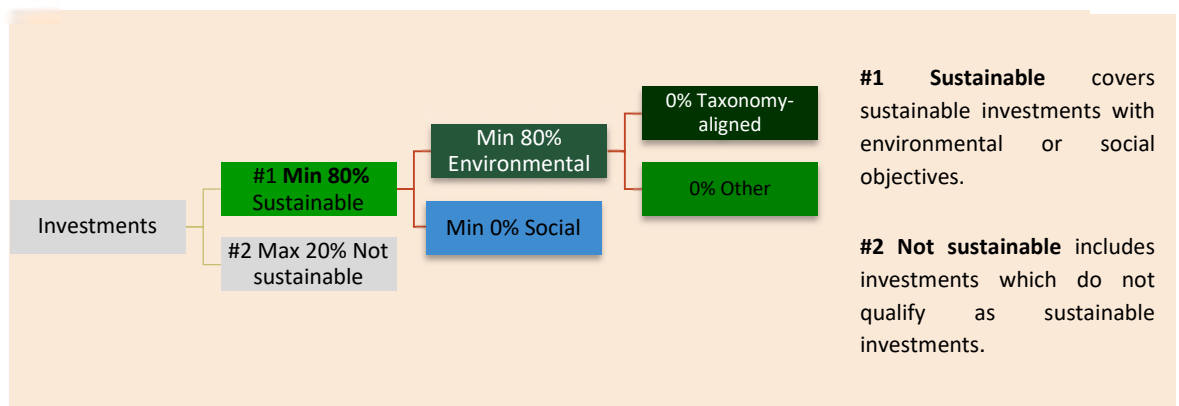 Investments
#1 Min 80%
Sustainable
#2 Max 20% Not
sustainable
Min 80%
Environmental
Min 0% Social
0% Taxonomy-
aligned
0% Other
#1 Sustainable covers
sustainable investments with
environmental or social
objectives.
#2 Not sustainable includes
investments which do not
qualify as sustainable
investments.